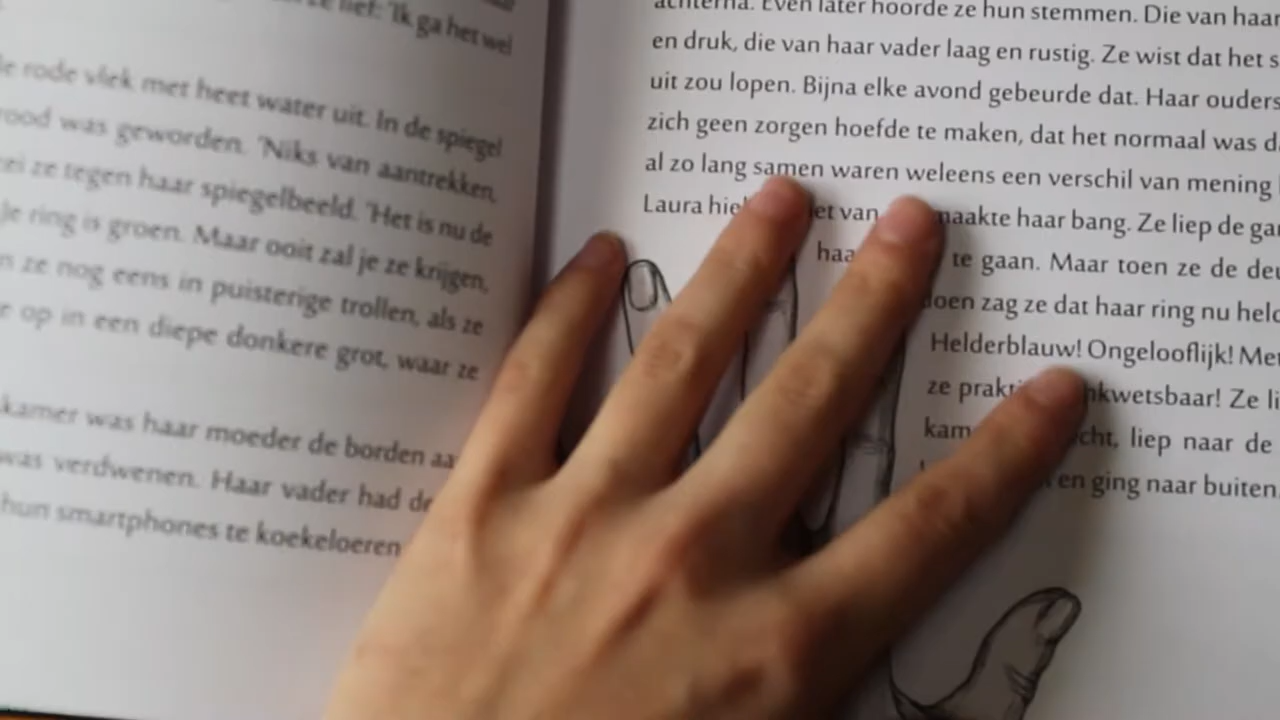 ze lief: 'Ik ga het wel
de rode vlek met heet water uit. In de spiegel
rood was geworden. 'Niks van aantrekken,
zei ze tegen haar spiegelbeeld. 'Het is nu de
Je ring is groen. Maar ooit zal je ze krijgen,
ze nog eens in puisterige trollen, als ze
op in een diepe donkere grot, waar ze
kamer was haar moeder de borden
was verdwenen. Haar vader had
hun smartphones te koekeloeren
achterna. Even later hoorde ze hun stemmen. Die van haar
en druk, die van haar vader laag en rustig. Ze wist dat het
uit zou lopen. Bijna elke avond gebeurde dat. Haar ouders
zich geen zorgen hoefde te maken, dat het normaal was
al zo lang samen waren weleens een verschil van mening
Laura van maakte haar bang. Ze liep de
te gaan. Maar toen ze de
zag ze dat haar ring nu
Helderblauw! Ongelooflijk!
ze Ze
liep naar de
en ging naar buiten.